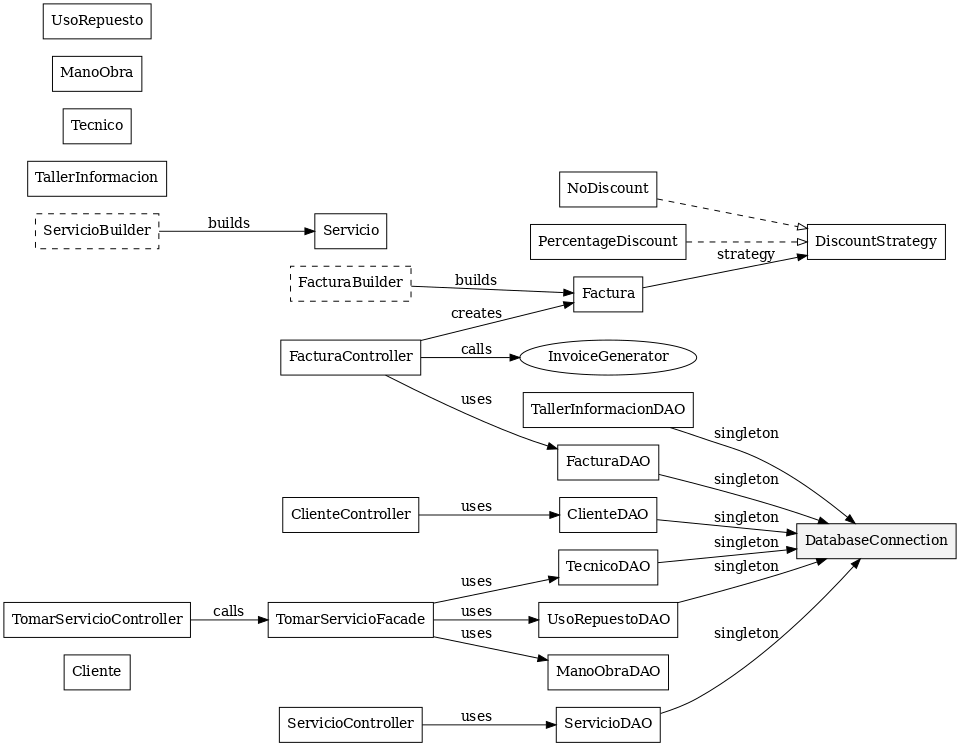 UsoRepuesto
ManoObra
Tecnico
TallerInformacion
NoDiscount
ServicioBuilder
builds
Servicio
PercentageDiscount
DiscountStrategy
strategy
FacturaBuilder
builds
Factura
creates
FacturaController
calls
InvoiceGenerator
uses
TallerInformacionDAO
singleton
FacturaDAO
singleton
ClienteController
uses
ClienteDAO
singleton
DatabaseConnection
singleton
TecnicoDAO
singleton
uses
TomarServicioController
calls
TomarServicioFacade
uses
UsoRepuestoDAO
uses
singleton
Cliente
ManoObraDAO
ServicioController
uses
ServicioDAO